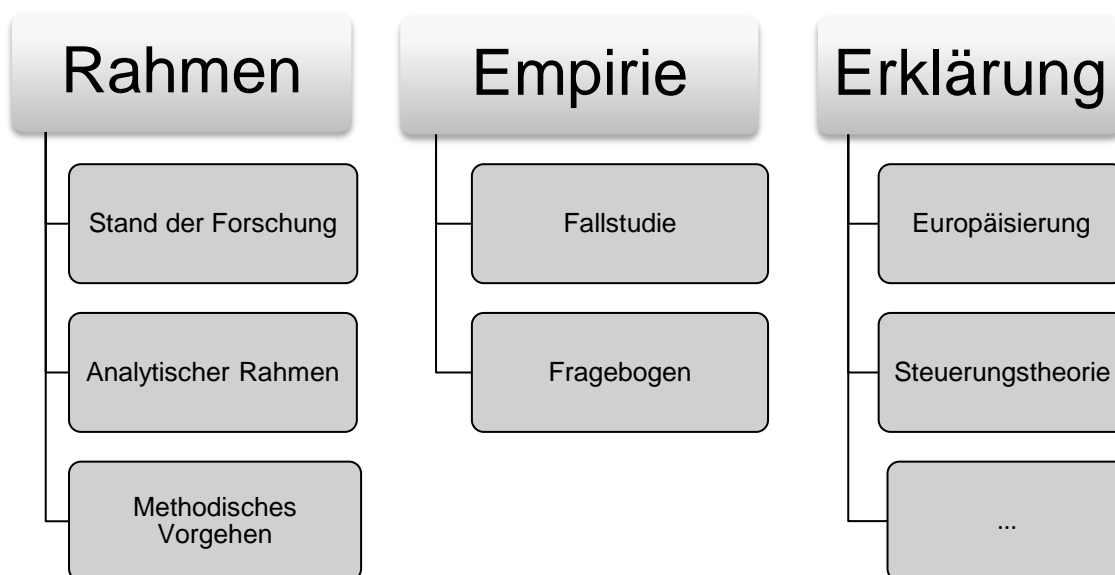 Rahmen
Stand der Forschung
Analytischer Rahmen
Methodisches
Vorgehen
Empirie
Fallstudie
Fragebogen
Erklärung
Europäisierung
Steuerungstheorie
...